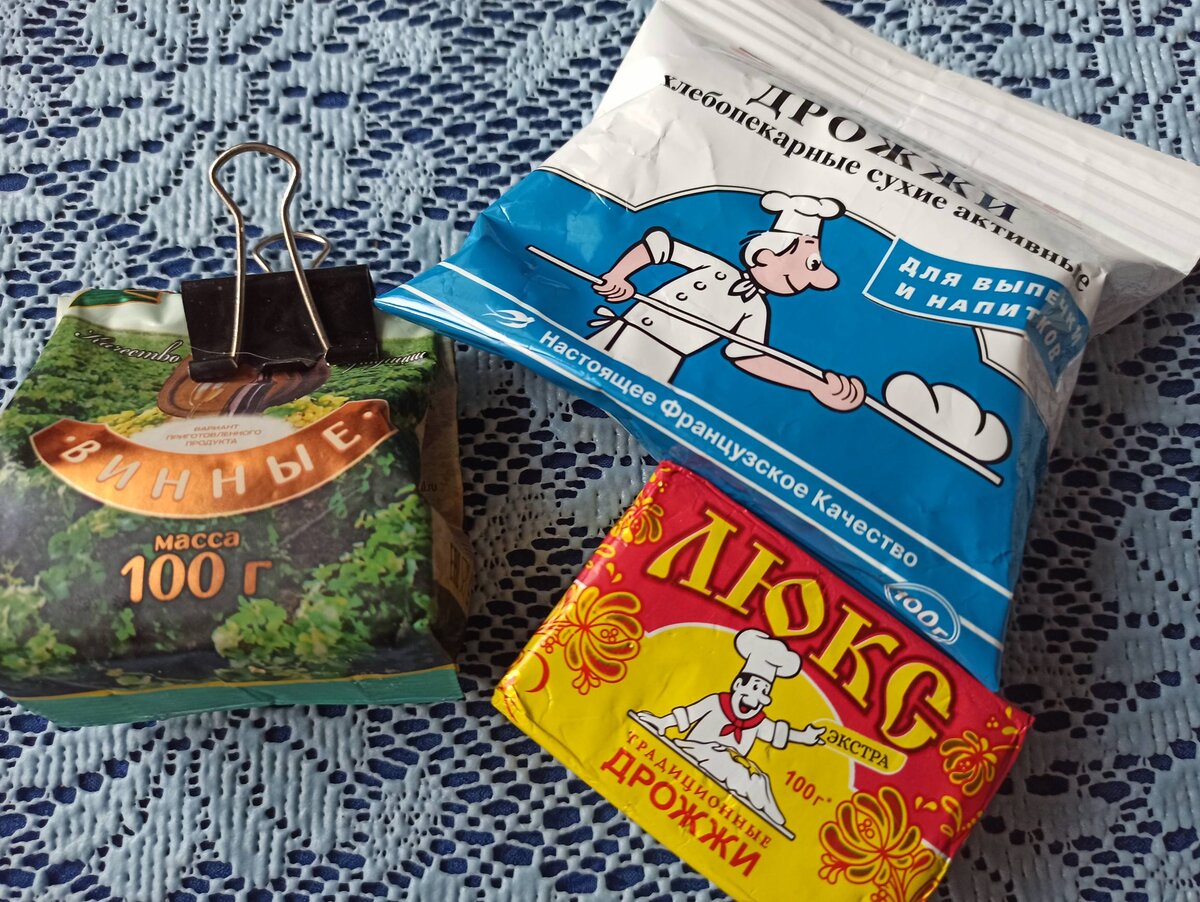 Качество
ВАРИАНТ
ПРИГОТОВЛЕННОГО
ПРОДУКТА
ВИННЫЕ
масса
100 г
ДРОЖЖИ
хлебопекарные сухие активные
ДЛЯ ВЫПЕЧКИ
И НАПИТКОВ
Настоящее Французское Качество
100г
ЛЮКС
ЭКСТРА
100г*
ТРАДИЦИОННЫЕ
ДРОЖЖИ